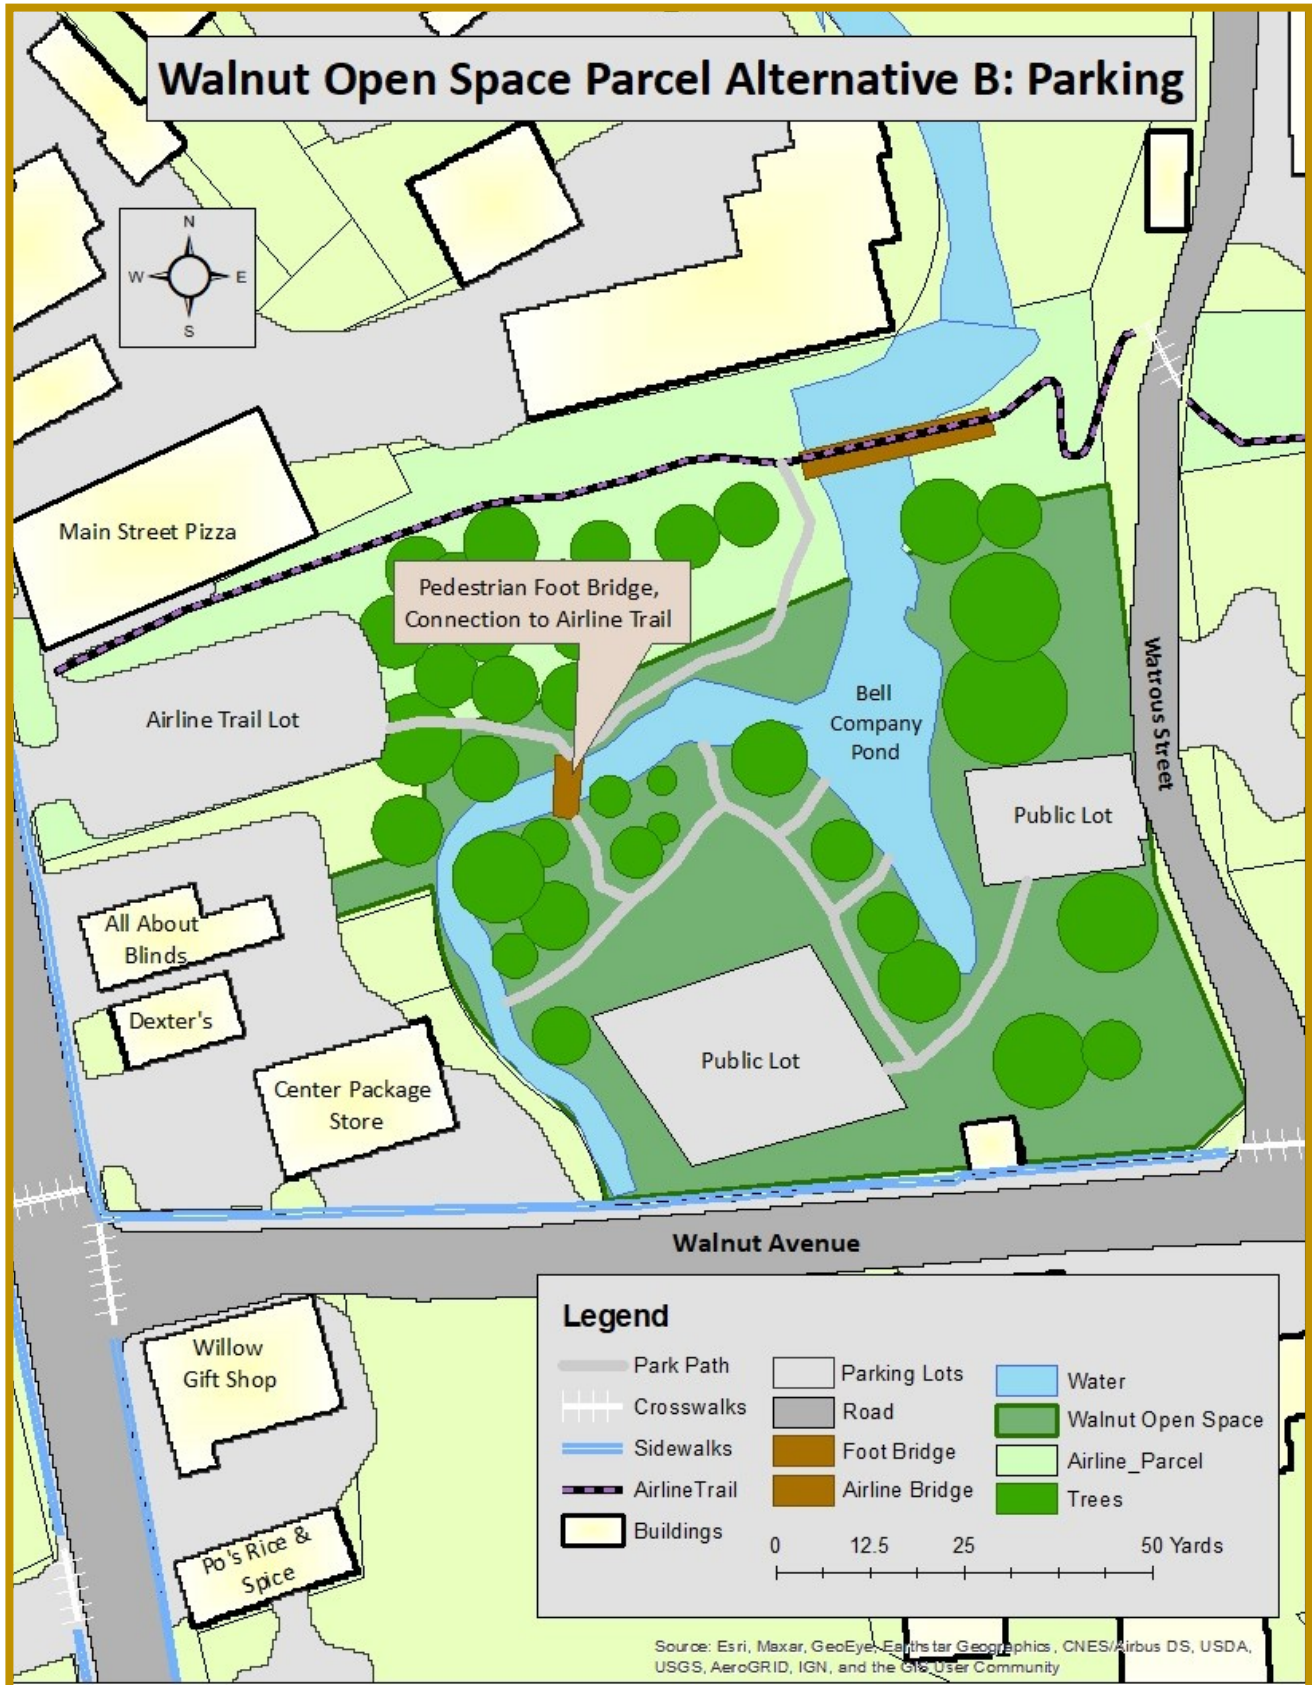 Walnut Open Space Parcel Alternative B: Parking
N
W E
S
Main Street Pizza
Pedestrian Foot Bridge,
Connection to Airline Trail
Airline Trail Lot
Bell
Company
Pond
Watrous Street
Public Lot
All About
Blinds
Dexter's
Center Package
Store
Public Lot
Walnut Avenue
Willow
Gift Shop
Po's Rice &
Spice
Legend
Park Path
Crosswalks
Sidewalks
AirlineTrail
Buildings
Parking Lots
Road
Foot Bridge
Airline Bridge
Water
Walnut Open Space
Airline_Parcel
Trees
0 12.5 25 50 Yards
Source: Esri, Maxar, GeoEye, Earthstar Geographics, CNES/Airbus DS, USDA,
USGS, AeroGRID, IGN, and the GIS User Community